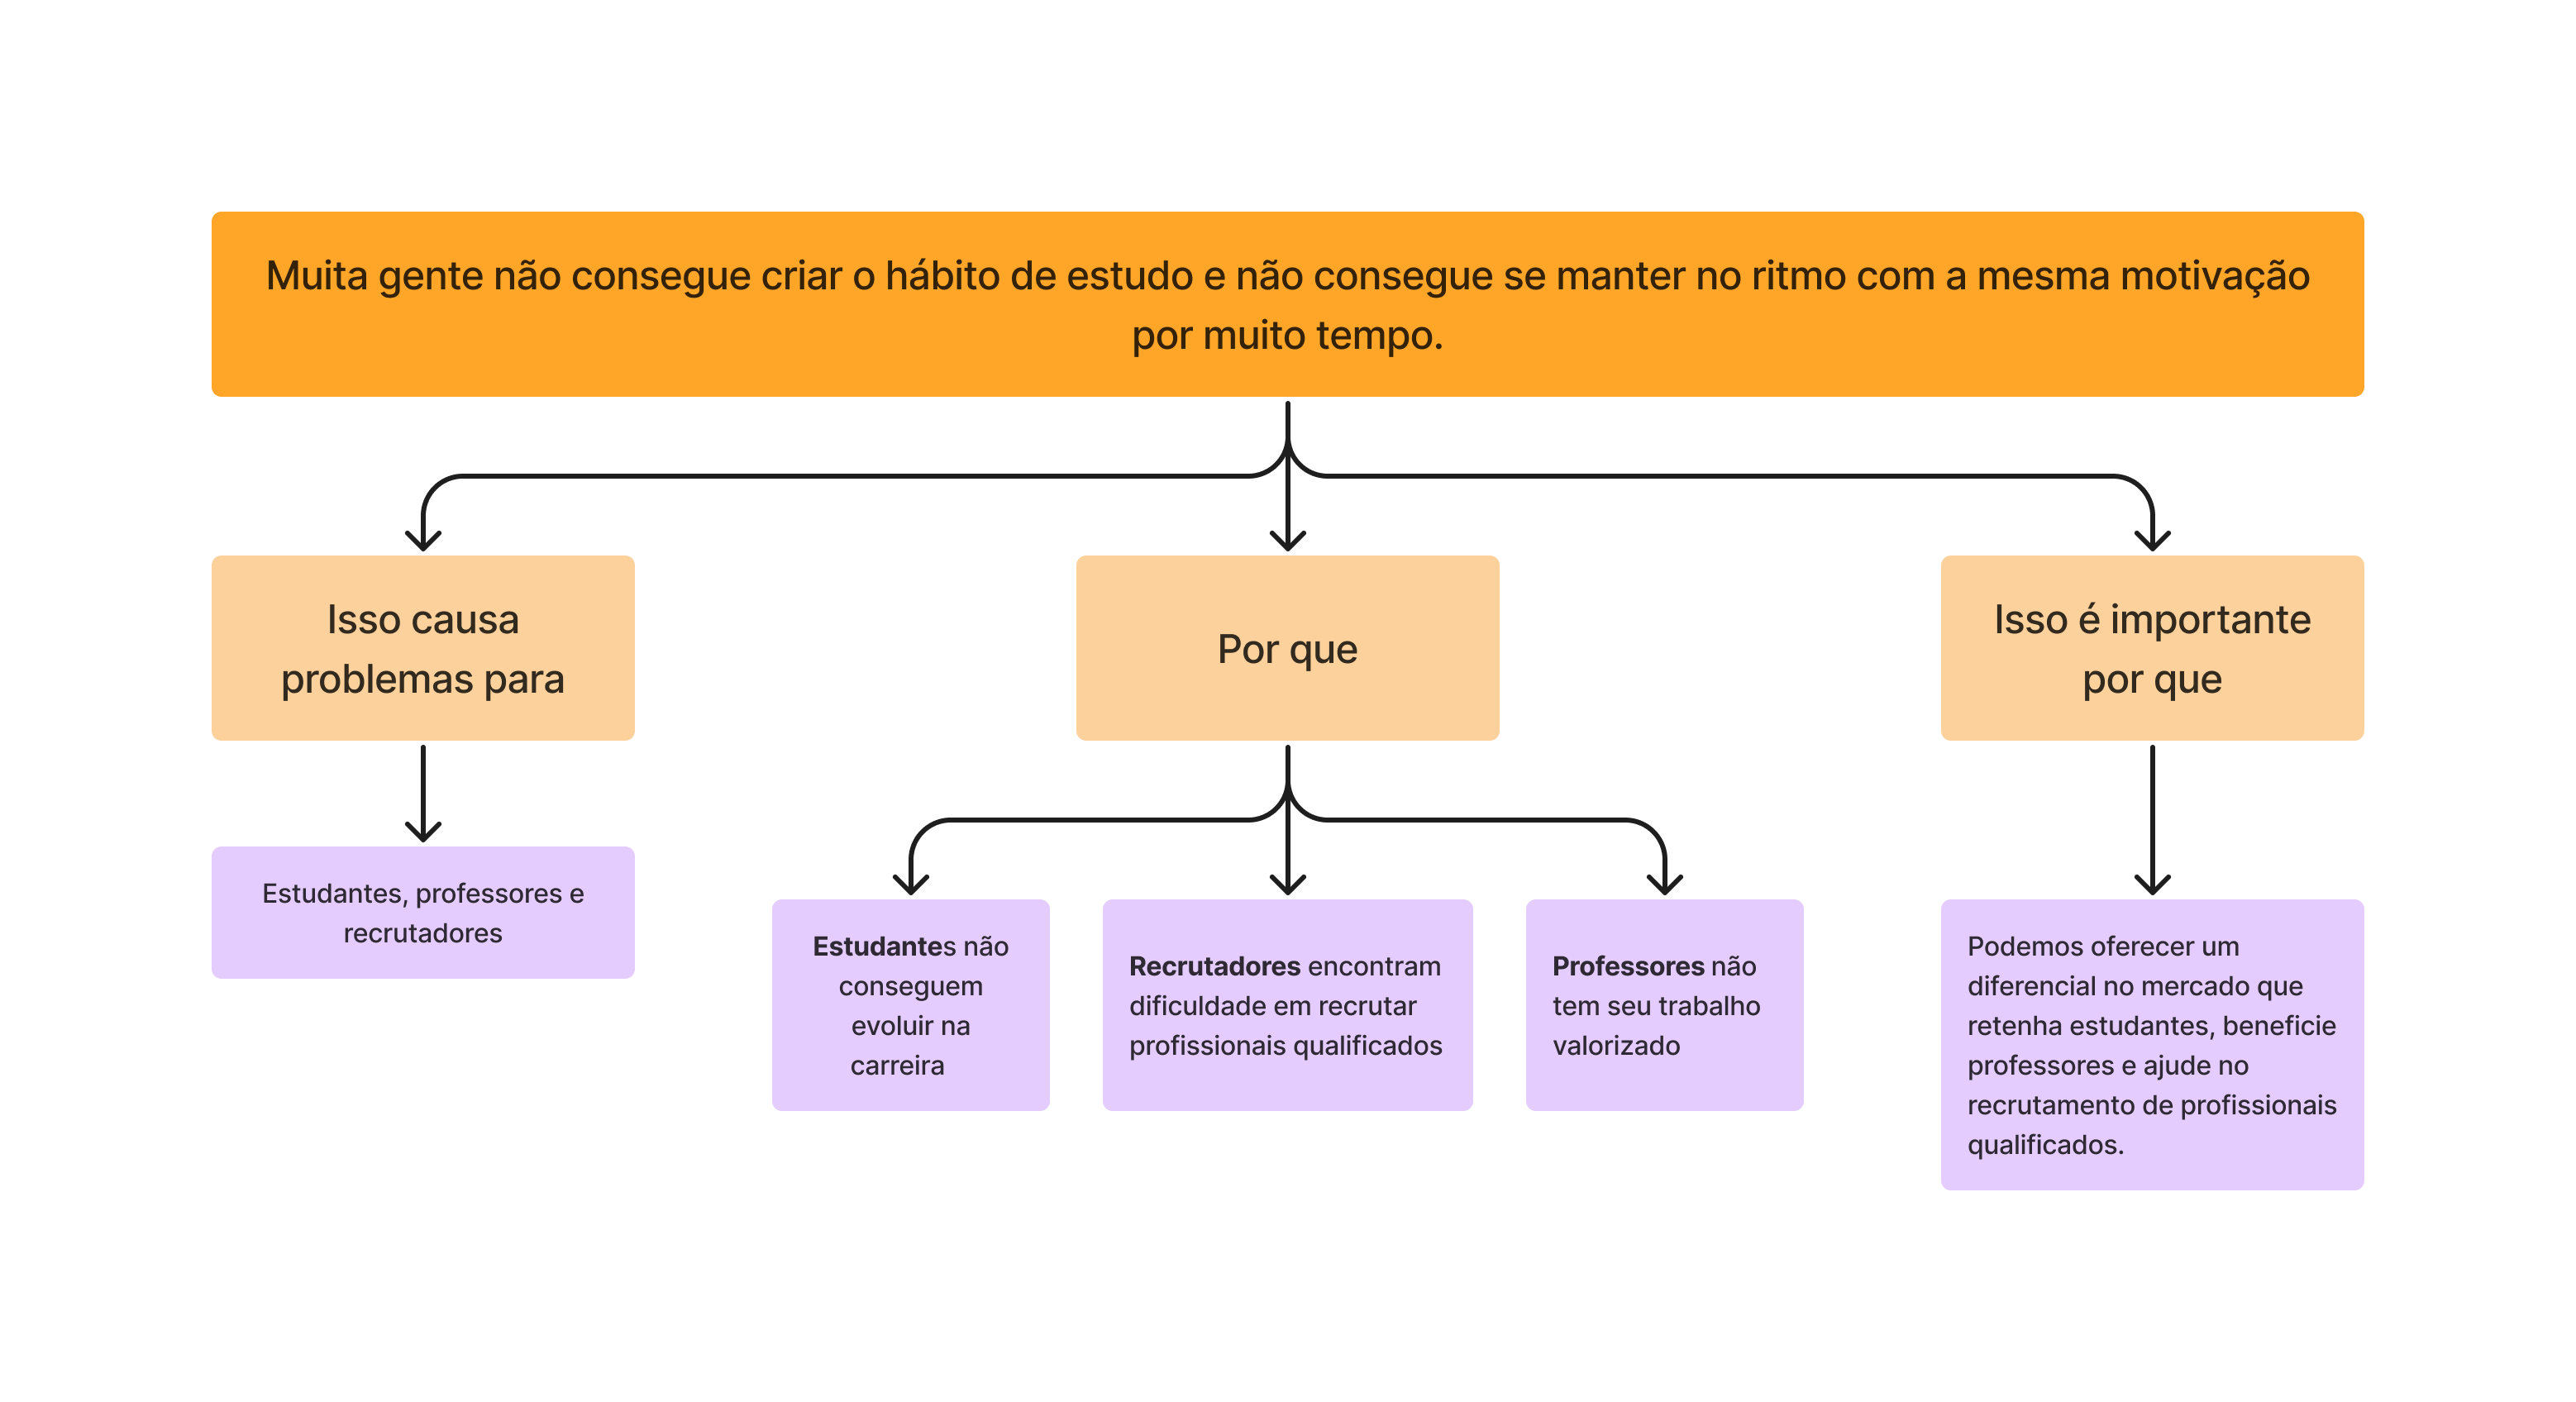 Muita gente não consegue criar o hábito de estudo e não consegue se manter no ritmo com a mesma motivação
por muito tempo.
Isso causa
problemas para
Por que
Isso é importante
por que
Estudantes, professores e
recrutadores
Estudantes não
conseguem
evoluir na
carreira
Recrutadores encontram
dificuldade em recrutar
profissionais qualificados
Professores não
tem seu trabalho
valorizado
Podemos oferecer um
diferencial no mercado que
retenha estudantes, beneficie
professores e ajude no
recrutamento de profissionais
qualificados.